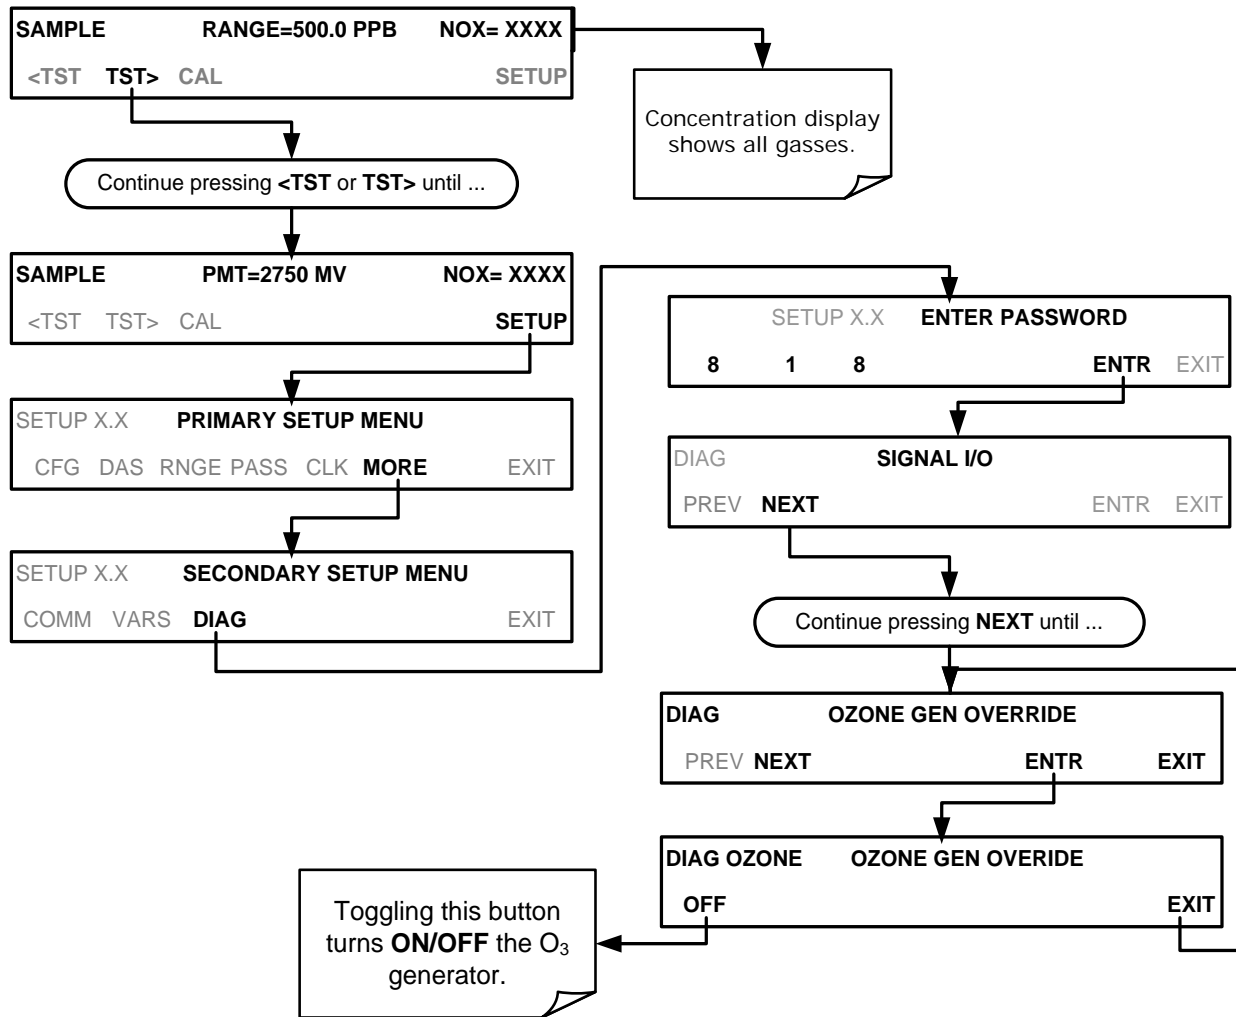 SAMPLE RANGE=500.0 PPB NOX= XXXX
<TST TST> CAL SETUP
Concentration display
shows all gasses.
Continue pressing <TST or TST> until ...
SAMPLE PMT=2750 MV NOX= XXXX
<TST TST> CAL SETUP
PRIMARY SETUP MENU
SETUP X.X
CFG DAS RNGE PASS CLK MORE EXIT
SETUP X.X SECONDARY SETUP MENU
COMM VARS DIAG EXIT
SETUP X.X ENTER PASSWORD
8 1 8 ENTR EXIT
DIAG SIGNAL I/O
PREV NEXT ENTR EXIT
Continue pressing NEXT until ...
DIAG OZONE GEN OVERRIDE
PREV NEXT ENTR EXIT
DIAG OZONE OZONE GEN OVERIDE
OFF EXIT
Toggling this button
turns ON/OFF the O₃
generator.